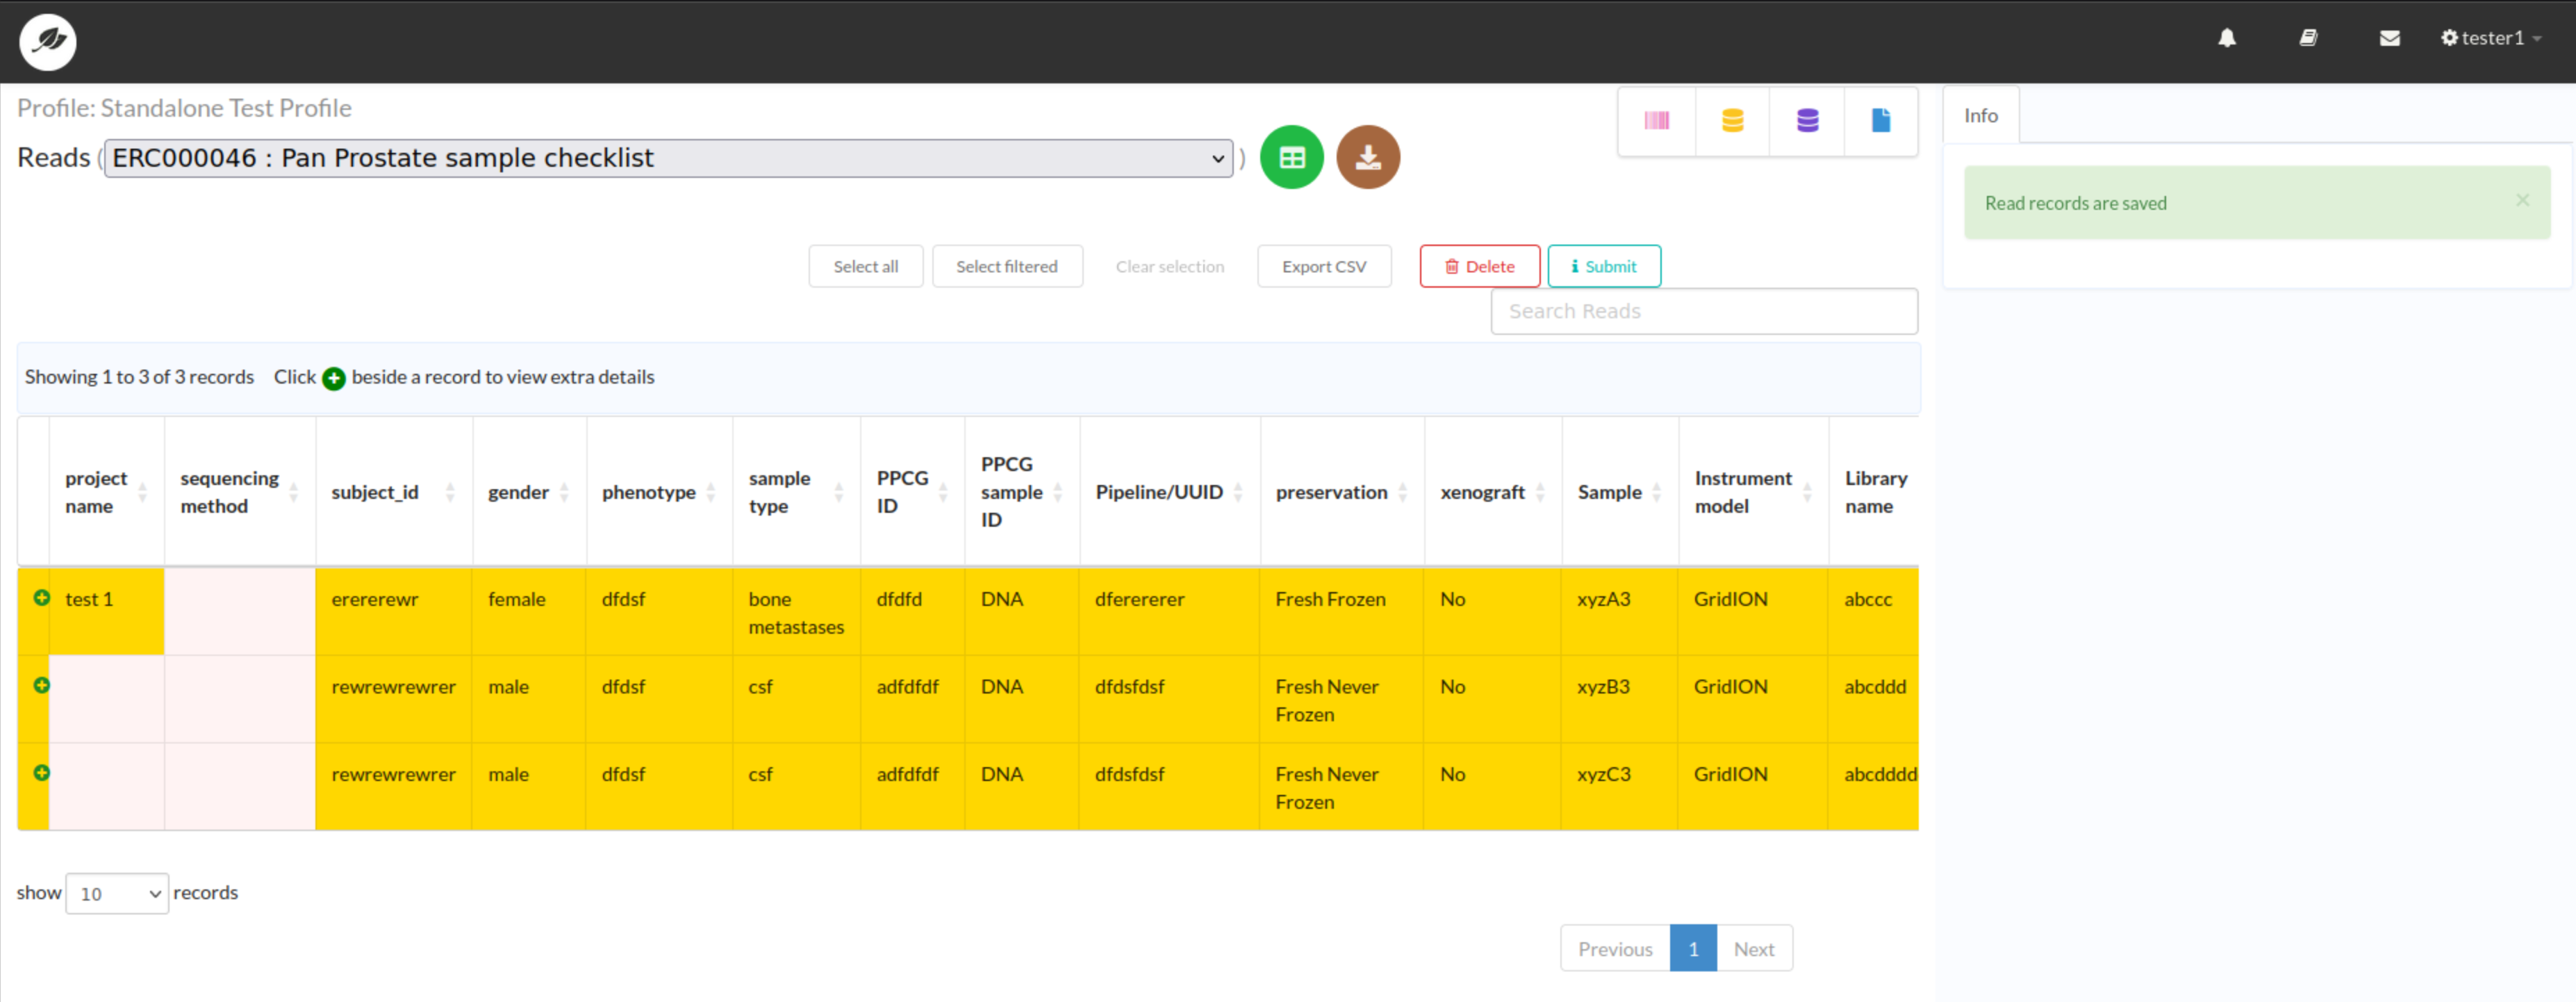 tester1
Profile: Standalone Test Profile
Reads ( ERC000046 : Pan Prostate sample checklist )
Info
Read records are saved ×
Select all Select filtered Clear selection Export CSV Delete Submit
Search Reads
Showing 1 to 3 of 3 records Click beside a record to view extra details
project name sequencing method subject_id gender phenotype sample type PPCG ID PPCG sample ID Pipeline/UUID preservation xenograft Sample Instrument model Library name
test 1 erererewr female dfdsf bone metastases dfdfd DNA dferererer Fresh Frozen No xyzA3 GridION abccc
rewrewrewrer male dfdsf csf adfdfdf DNA dfdsfdsf Fresh Never Frozen No xyzB3 GridION abcddd
rewrewrewrer male dfdsf csf adfdfdf DNA dfdsfdsf Fresh Never Frozen No xyzC3 GridION abcdddd
show 10 records
Previous 1 Next